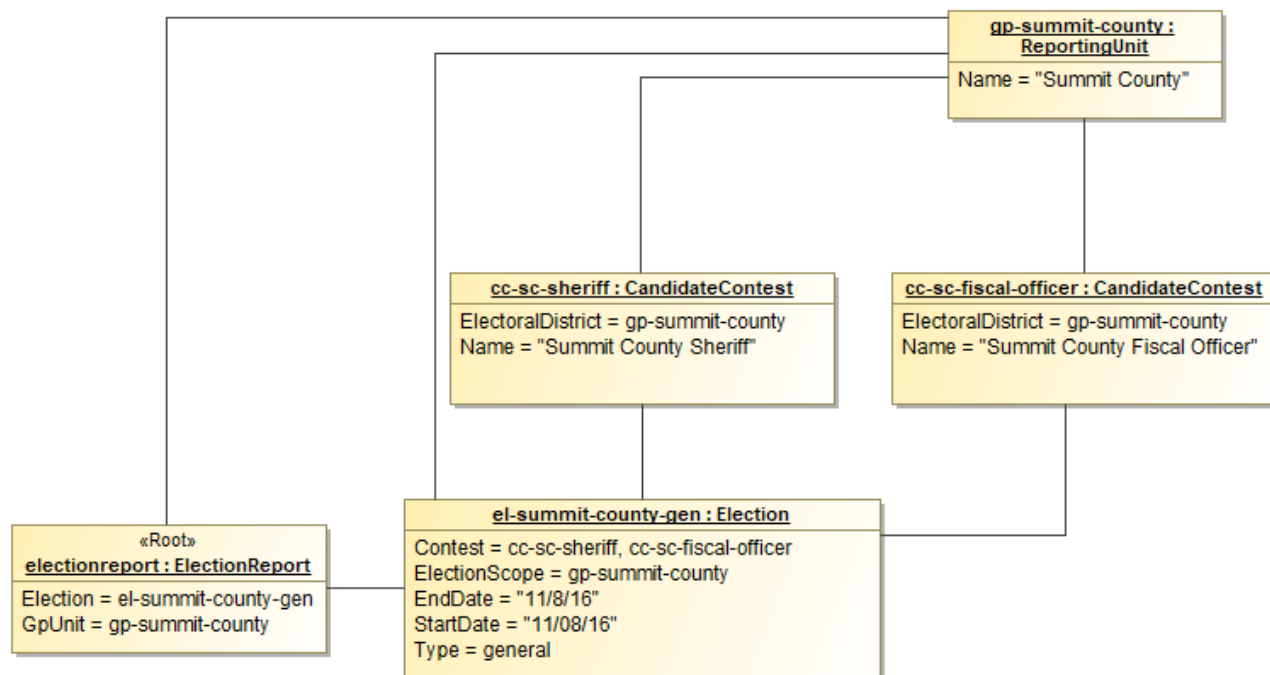 gp-summit-county :
ReportingUnit
Name = "Summit County"
cc-sc-sheriff : CandidateContest
ElectoralDistrict = gp-summit-county
Name = "Summit County Sheriff"
cc-sc-fiscal-officer : CandidateContest
ElectoralDistrict = gp-summit-county
Name = "Summit County Fiscal Officer"
«Root»
electionreport : ElectionReport
Election = el-summit-county-gen
GpUnit = gp-summit-county
el-summit-county-gen : Election
Contest = cc-sc-sheriff, cc-sc-fiscal-officer
ElectionScope = gp-summit-county
EndDate = "11/8/16"
StartDate = "11/08/16"
Type = general